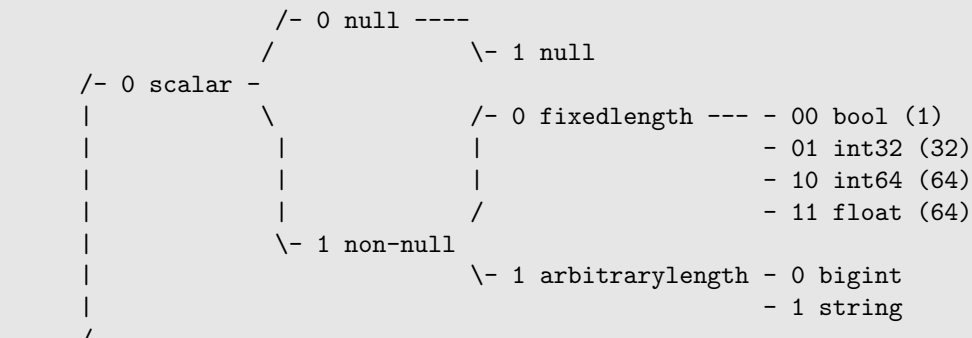 /- 0 null ----
                 /              \- 1 null
     /- 0 scalar -
     |           \              /- 0 fixedlength --- - 00 bool (1)
     |            |             |                    - 01 int32 (32)
     |            |             |                    - 10 int64 (64)
     |            |             /                    - 11 float (64)
     |            \- 1 non-null
     |                          \- 1 arbitrarylength - 0 bigint
     |                                               - 1 string
     /